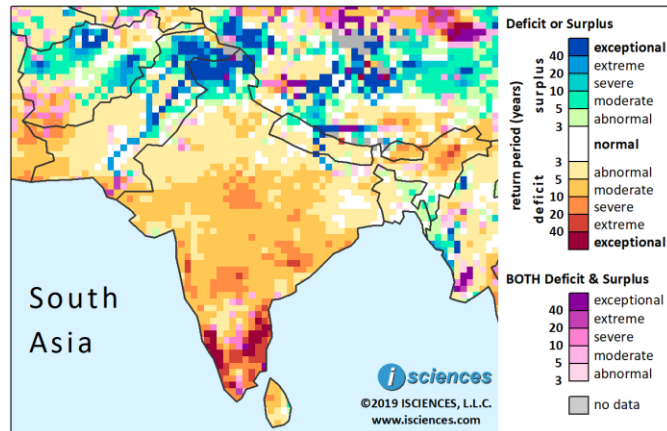 South
Asia
i sciences
©2019 ISCIENCES, L.L.C.
www.isciences.com
Deficit or Surplus
return period (years)
surplus
deficit
exceptional
40
extreme
20
severe
10
moderate
5
abnormal
3
normal
3
abnormal
5
moderate
10
severe
20
extreme
40
exceptional
BOTH Deficit & Surplus
exceptional
40
extreme
20
severe
10
moderate
5
abnormal
3
no data